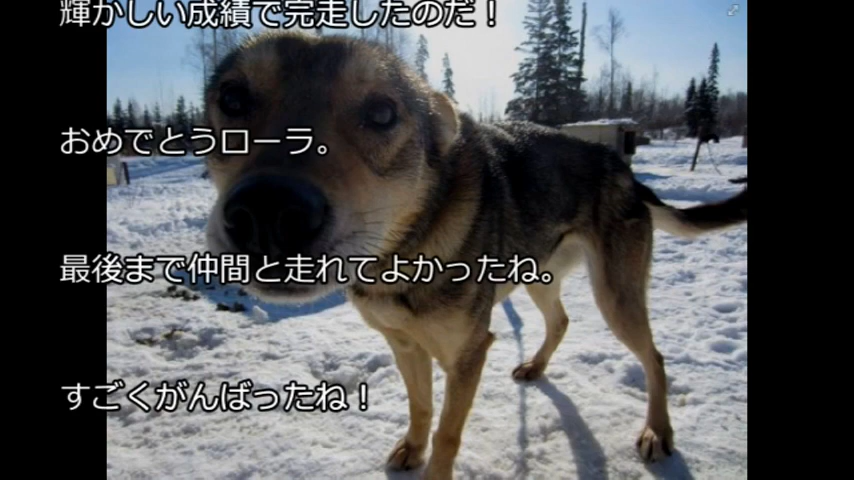 輝かしい成績で完走したのだ！
おめでとうローラ。
最後まで仲間と走れてよかったね。
すごくがんばったね！